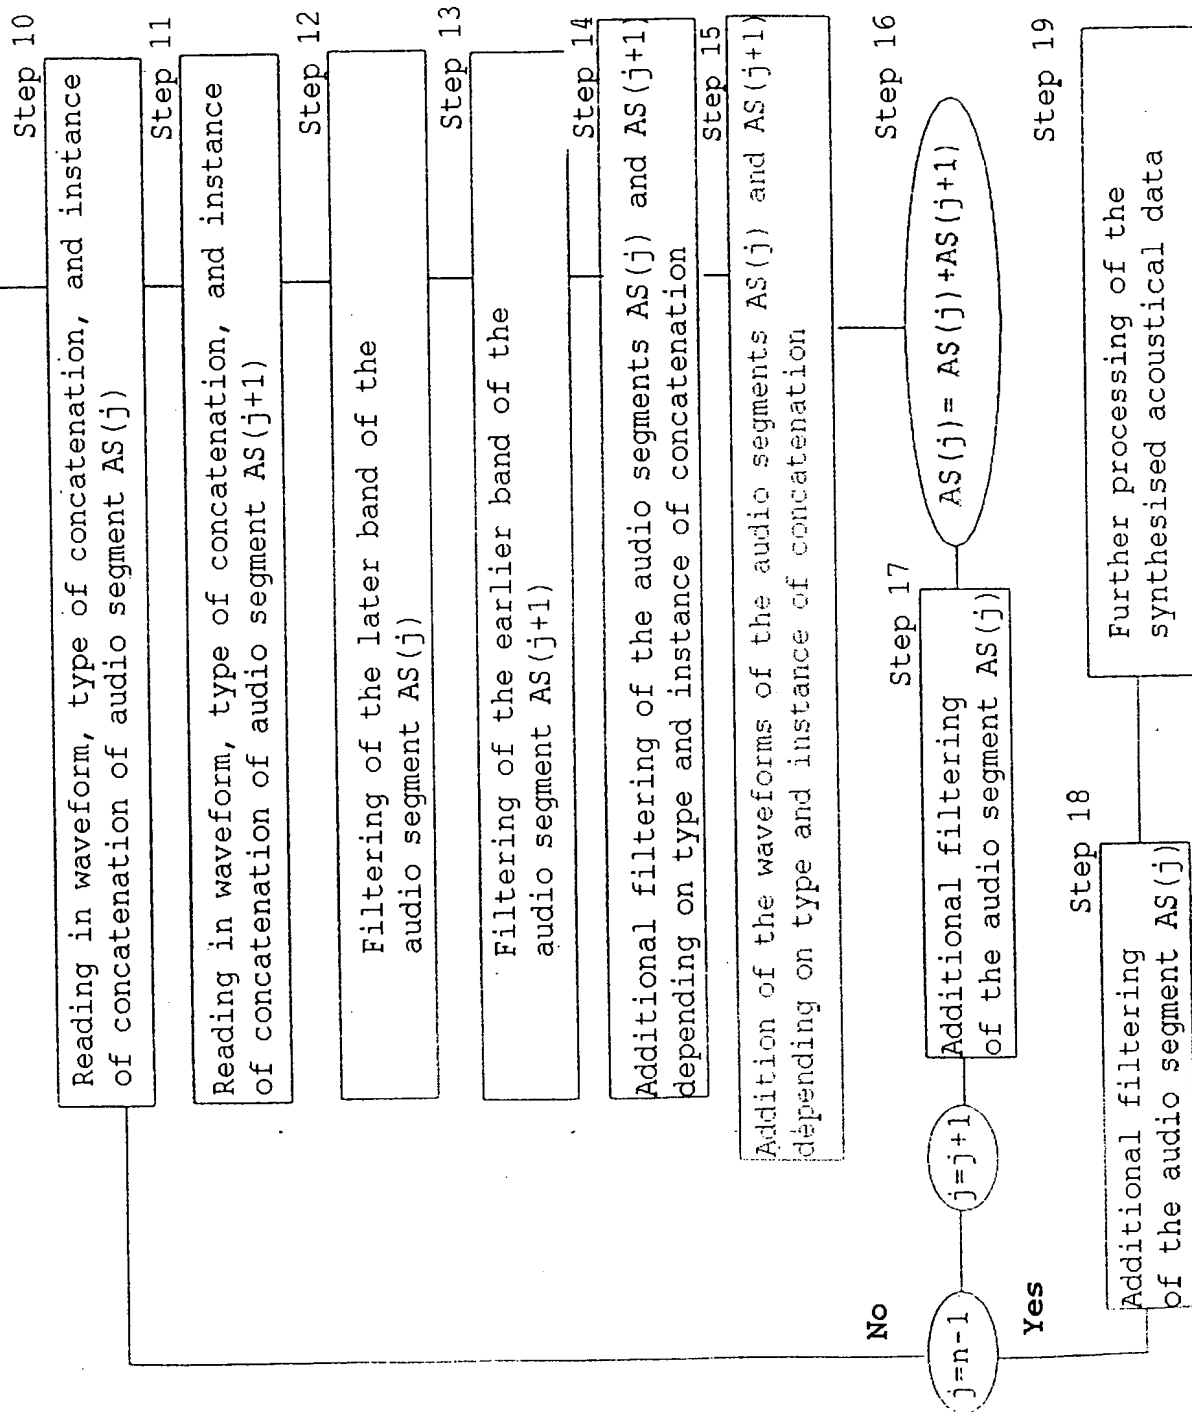 Step 10
Reading in waveform, type of concatenation, and instance
of concatenation of audio segment AS(j)
Step 11
Reading in waveform, type of concatenation, and instance
of concatenation of audio segment AS(j+1)
Step 12
Filtering of the later band of the
audio segment AS(j)
Step 13
Filtering of the earlier band of the
audio segment AS(j+1)
Step 14
Additional filtering of the audio segments AS(j) and AS(j+1)
depending on type and instance of concatenation
Step 15
Addition of the waveforms of the audio segments AS(j) and AS(j+1)
depending on type and instance of concatenation
Step 16
AS(j)= AS(j)+AS(j+1)
Step 17
Additional filtering
of the audio segment AS(j)
j=j+1
j=n-1
No
Yes
Step 18
Additional filtering
of the audio segment AS(j)
Step 19
Further processing of the
synthesised acoustical data